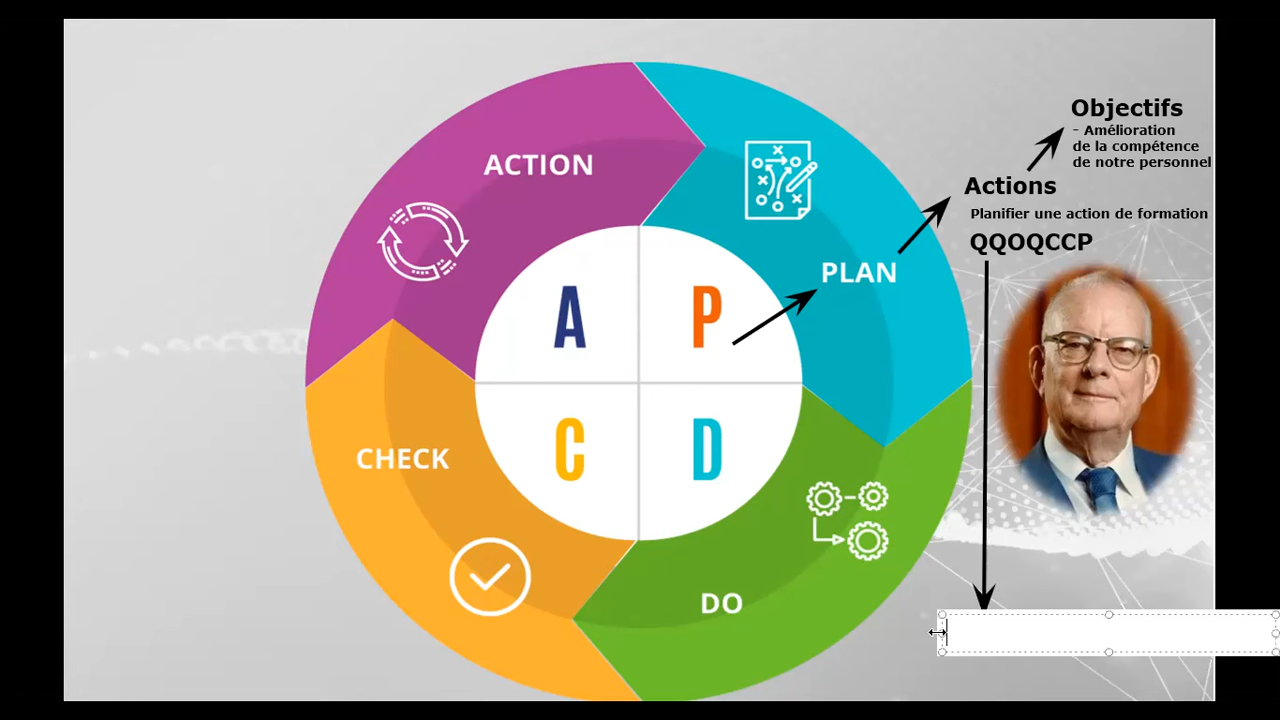 Objectifs
- Amélioration
de la compétence
de notre personnel
ACTION
Actions
Planifier une action de formation
QQOQCCP
PLAN
A
P
C
D
CHECK
DO